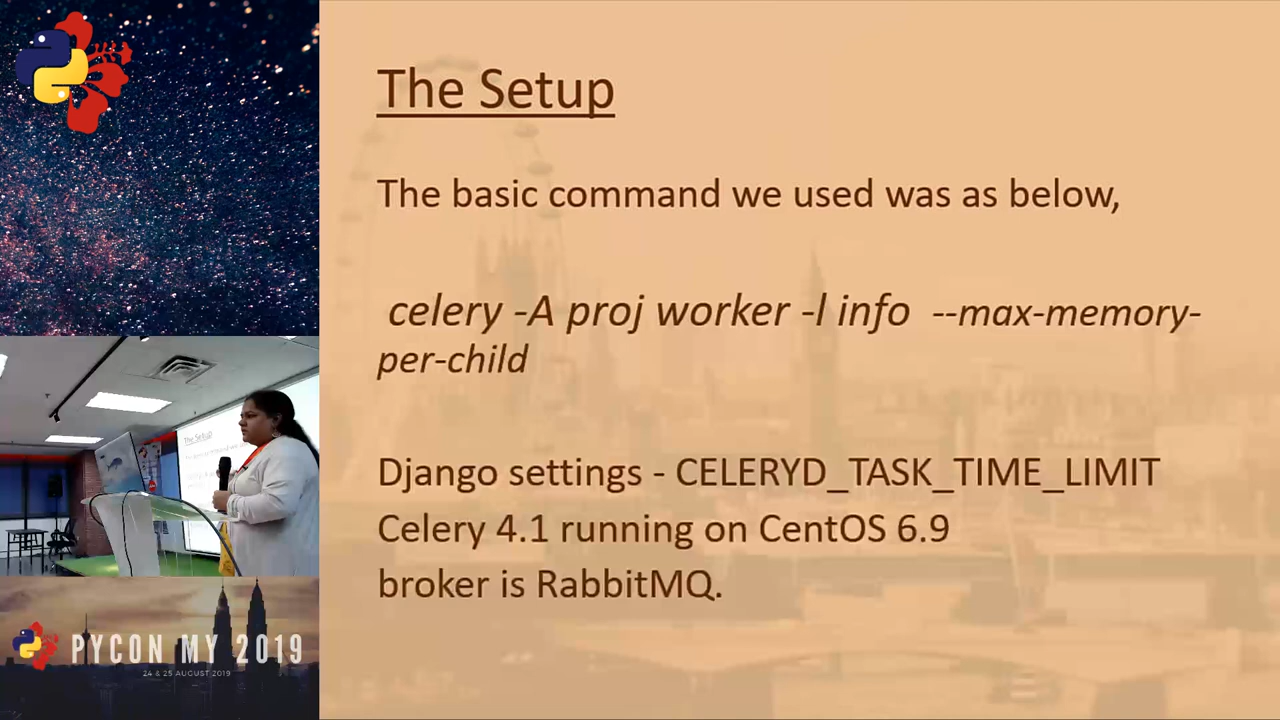 The Setup
The basic command we used was as below,
celery -A proj worker -l info --max-memory-
per-child
Django settings - CELERYD_TASK_TIME_LIMIT
Celery 4.1 running on CentOS 6.9
broker is RabbitMQ.
The Setup
PYCON MY 2019
24 & 25 AUGUST 2019